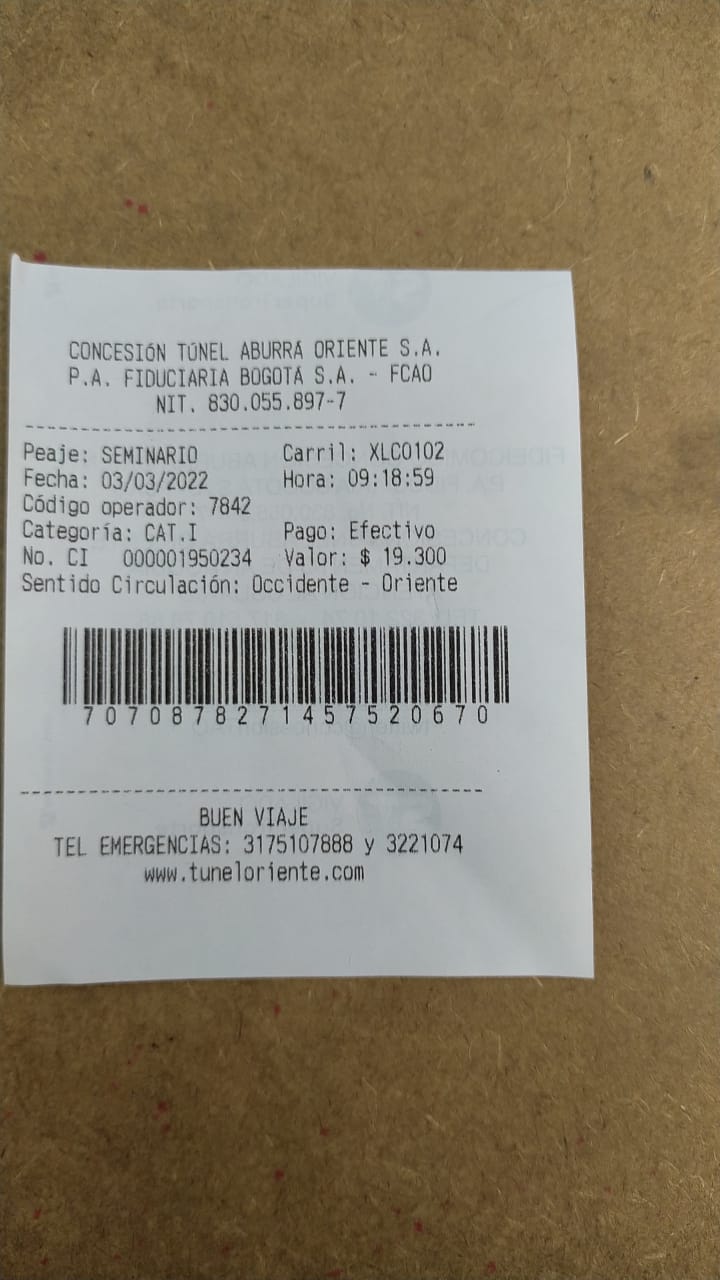 CONCESIÓN TÚNEL ABURRÁ ORIENTE S.A.
P.A. FIDUCIARIA BOGOTÁ S.A. - FCAO
NIT. 830.055.897-7
Peaje: SEMINARIO Carril: XLC0102
Fecha: 03/03/2022 Hora: 09:18:59
Código operador: 7842
Categoría: CAT.I Pago: Efectivo
No. CI 000001950234 Valor: $ 19.300
Sentido Circulación: Occidente - Oriente
7070878271457520670
BUEN VIAJE
TEL EMERGENCIAS: 3175107888 y 3221074
www.tuneloriente.com